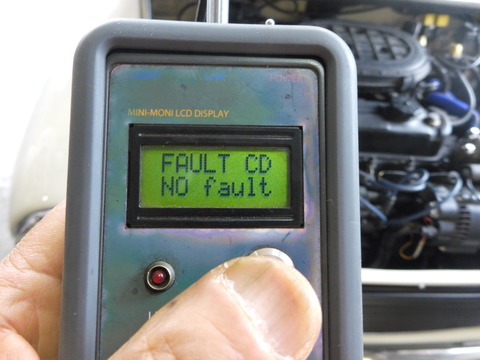 MINI-MONI LCD DISPLAY
FAULT CD
NO fault